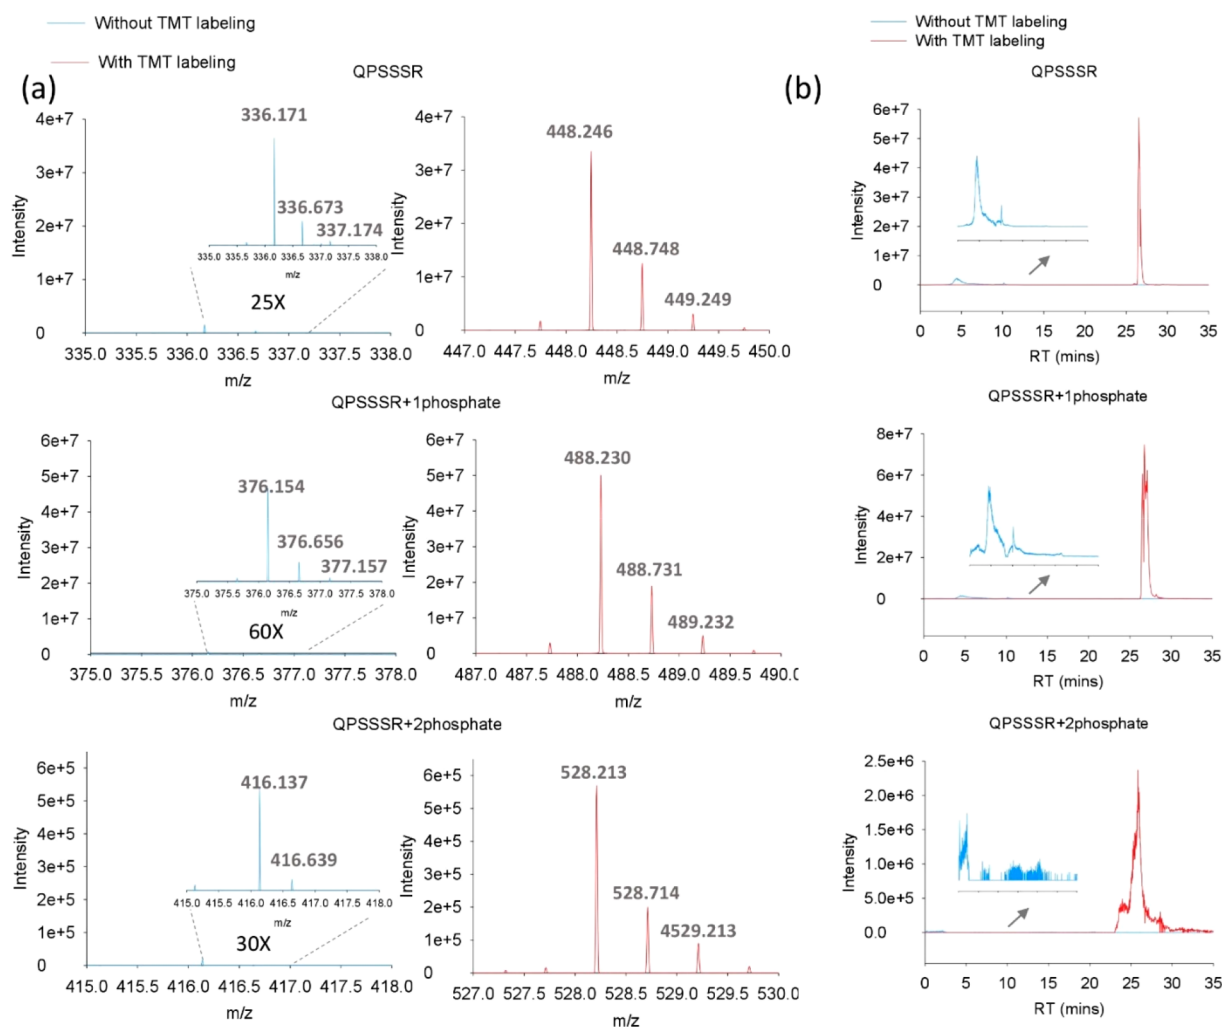 Without TMT labeling
With TMT labeling
(a)
QPSSSR
4e+7
3e+7
2e+7
1e+7
0
Intensity
336.171
336.673
337.174
335.0 335.5 336.0 336.5 337.0 337.5 338.0
m/z
25X
335.0 335.5 336.0 336.5 337.0 337.5 338.0
m/z
4e+7
3e+7
2e+7
1e+7
0
Intensity
448.246
448.748
449.249
447.0 447.5 448.0 448.5 449.0 449.5 450.0
m/z
QPSSSR+1phosphate
6e+7
5e+7
4e+7
3e+7
2e+7
1e+7
0
Intensity
376.154
376.656
377.157
375.0 375.5 376.0 376.5 377.0 377.5 378.0
m/z
60X
375.0 375.5 376.0 376.5 377.0 377.5 378.0
m/z
6e+7
5e+7
4e+7
3e+7
2e+7
1e+7
0
Intensity
488.230
488.731
489.232
487.0 487.5 488.0 488.5 489.0 489.5 490.0
m/z
QPSSSR+2phosphate
6e+5
5e+5
4e+5
3e+5
2e+5
1e+5
0
Intensity
416.137
416.639
415.0 415.5 416.0 416.5 417.0 417.5 418.0
m/z
30X
415.0 415.5 416.0 416.5 417.0 417.5 418.0
m/z
6e+5
5e+5
4e+5
3e+5
2e+5
1e+5
0
Intensity
528.213
528.714
4529.213
527.0 527.5 528.0 528.5 529.0 529.5 530.0
m/z
Without TMT labeling
With TMT labeling
(b)
QPSSSR
6e+7
5e+7
4e+7
3e+7
2e+7
1e+7
0
Intensity
0 5 10 15 20 25 30 35
RT (mins)
QPSSSR+1phosphate
8e+7
6e+7
4e+7
2e+7
0
Intensity
0 5 10 15 20 25 30 35
RT (mins)
QPSSSR+2phosphate
2.5e+6
2.0e+6
1.5e+6
1.0e+6
5.0e+5
0.0
Intensity
0 5 10 15 20 25 30 35
RT (mins)